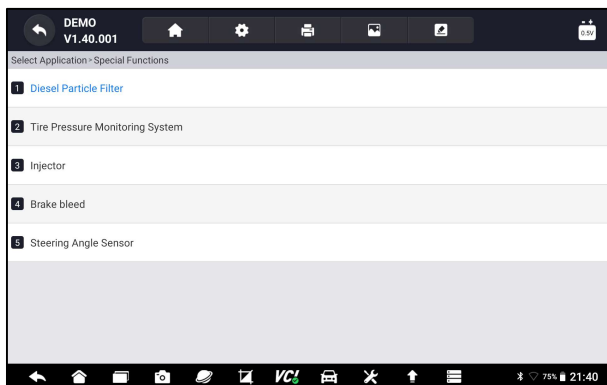 DEMO
V1.40.001
0.5V
Select Application>Special Functions
1 Diesel Particle Filter
2 Tire Pressure Monitoring System
3 Injector
4 Brake bleed
5 Steering Angle Sensor
VC!
75% 21:40